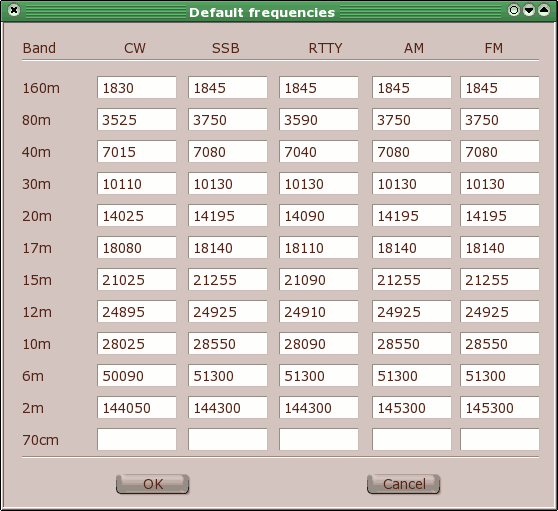 Default frequencies
Band CW SSB RTTY AM FM
160m 1830 1845 1845 1845 1845
80m 3525 3750 3590 3750 3750
40m 7015 7080 7040 7080 7080
30m 10110 10130 10130 10130 10130
20m 14025 14195 14090 14195 14195
17m 18080 18140 18110 18140 18140
15m 21025 21255 21090 21255 21255
12m 24895 24925 24910 24925 24925
10m 28025 28550 28090 28550 28550
6m 50090 51300 51300 51300 51300
2m 144050 144300 144300 145300 145300
70cm
OK Cancel